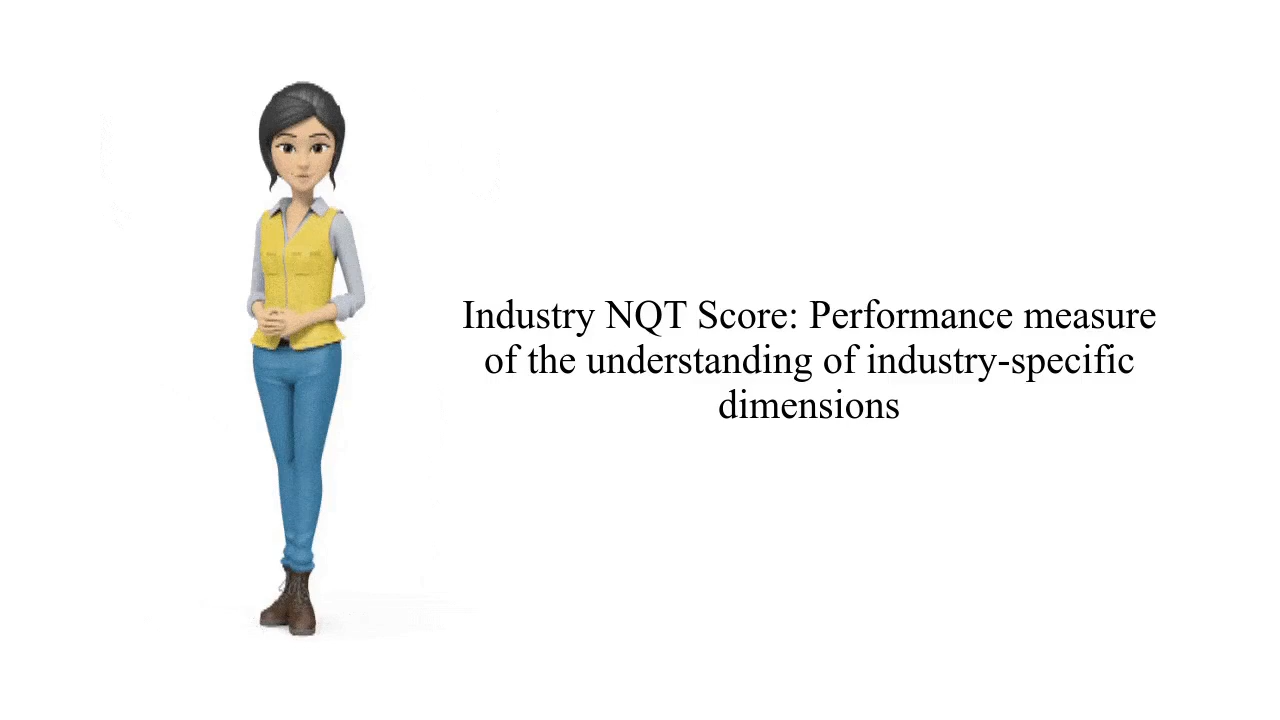 Industry NQT Score: Performance measure
of the understanding of industry-specific
dimensions